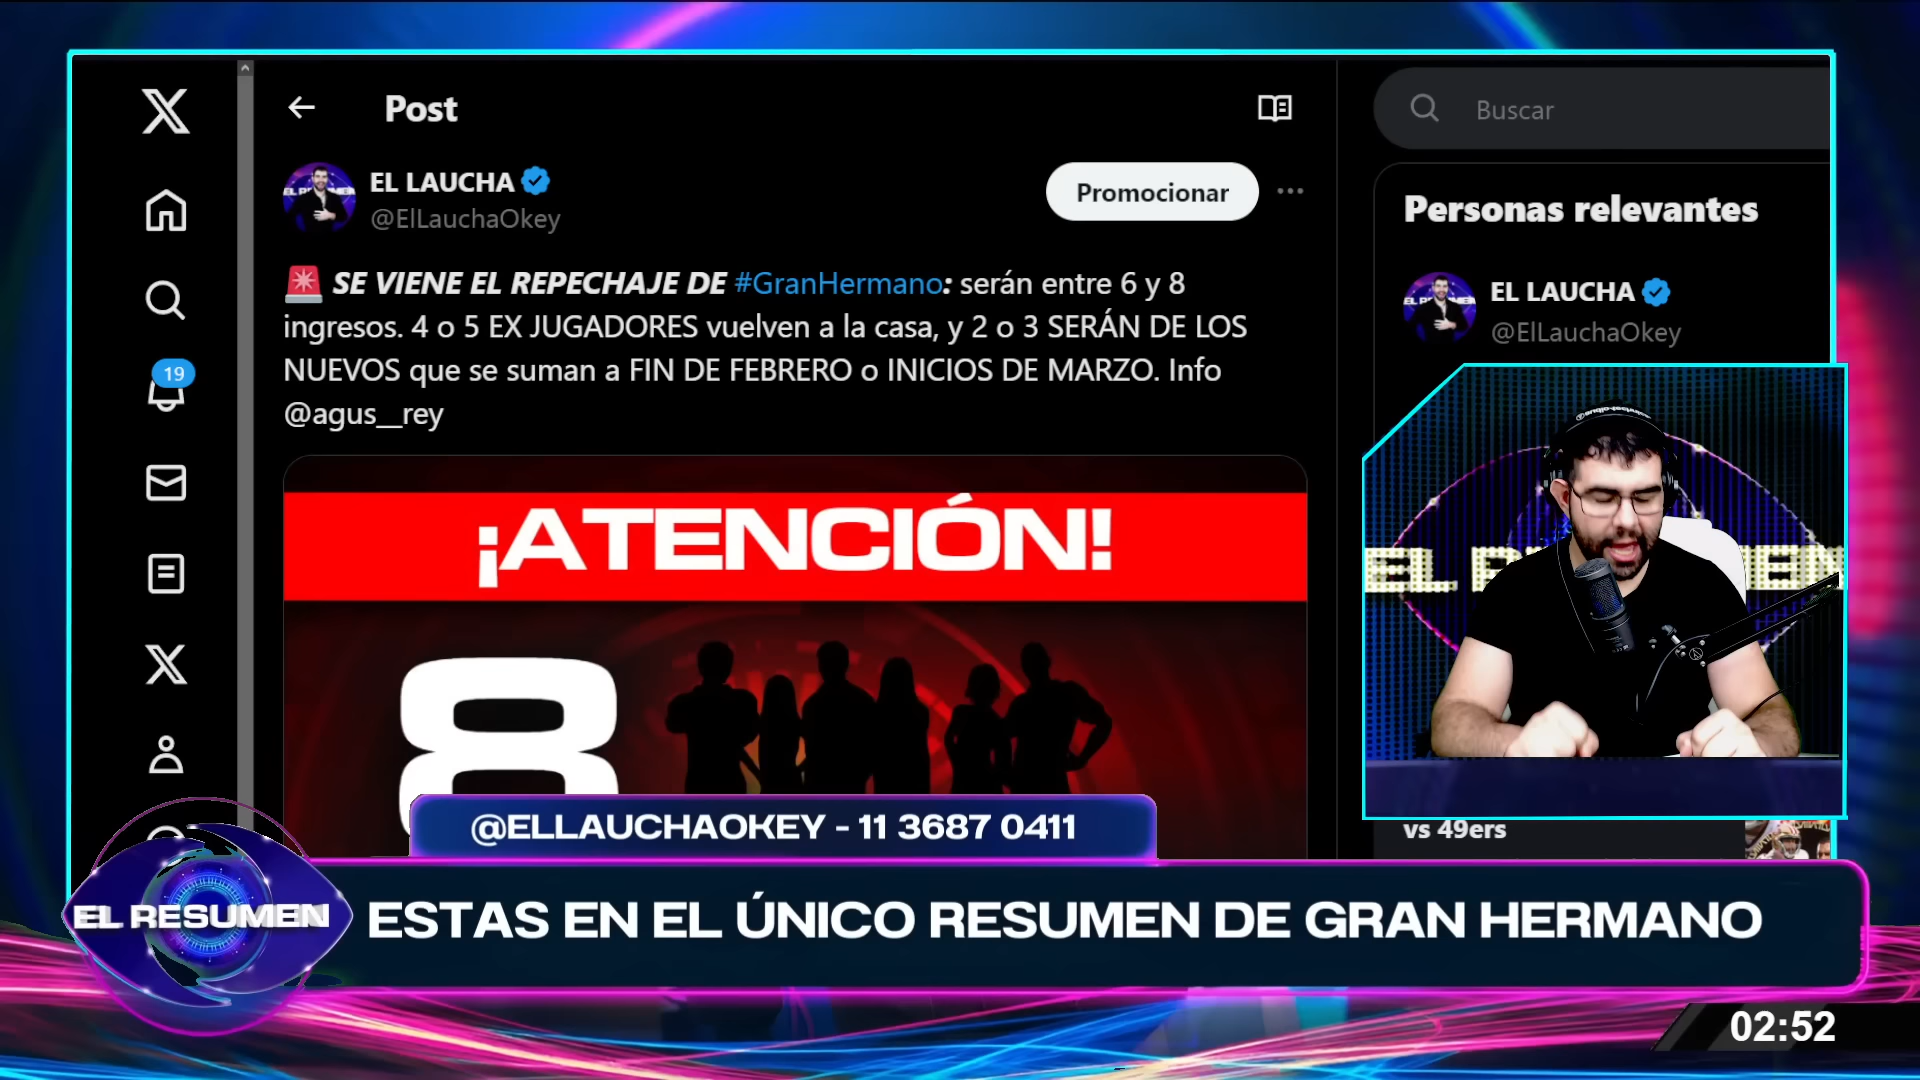 Post
Buscar
EL LAUCHA
@ElLauchaOkey
Promocionar
Personas relevantes
EL LAUCHA
@ElLauchaOkey
SE VIENE EL REPECHAJE DE #GranHermano: serán entre 6 y 8
ingresos. 4 o 5 EX JUGADORES vuelven a la casa, y 2 o 3 SERÁN DE LOS
NUEVOS que se suman a FIN DE FEBRERO o INICIOS DE MARZO. Info
@agus__rey
19
¡ATENCIÓN!
8
vs 49ers
@ELLAUCHAOKEY - 11 3687 0411
EL RESUMEN
ESTAS EN EL ÚNICO RESUMEN DE GRAN HERMANO
02:52